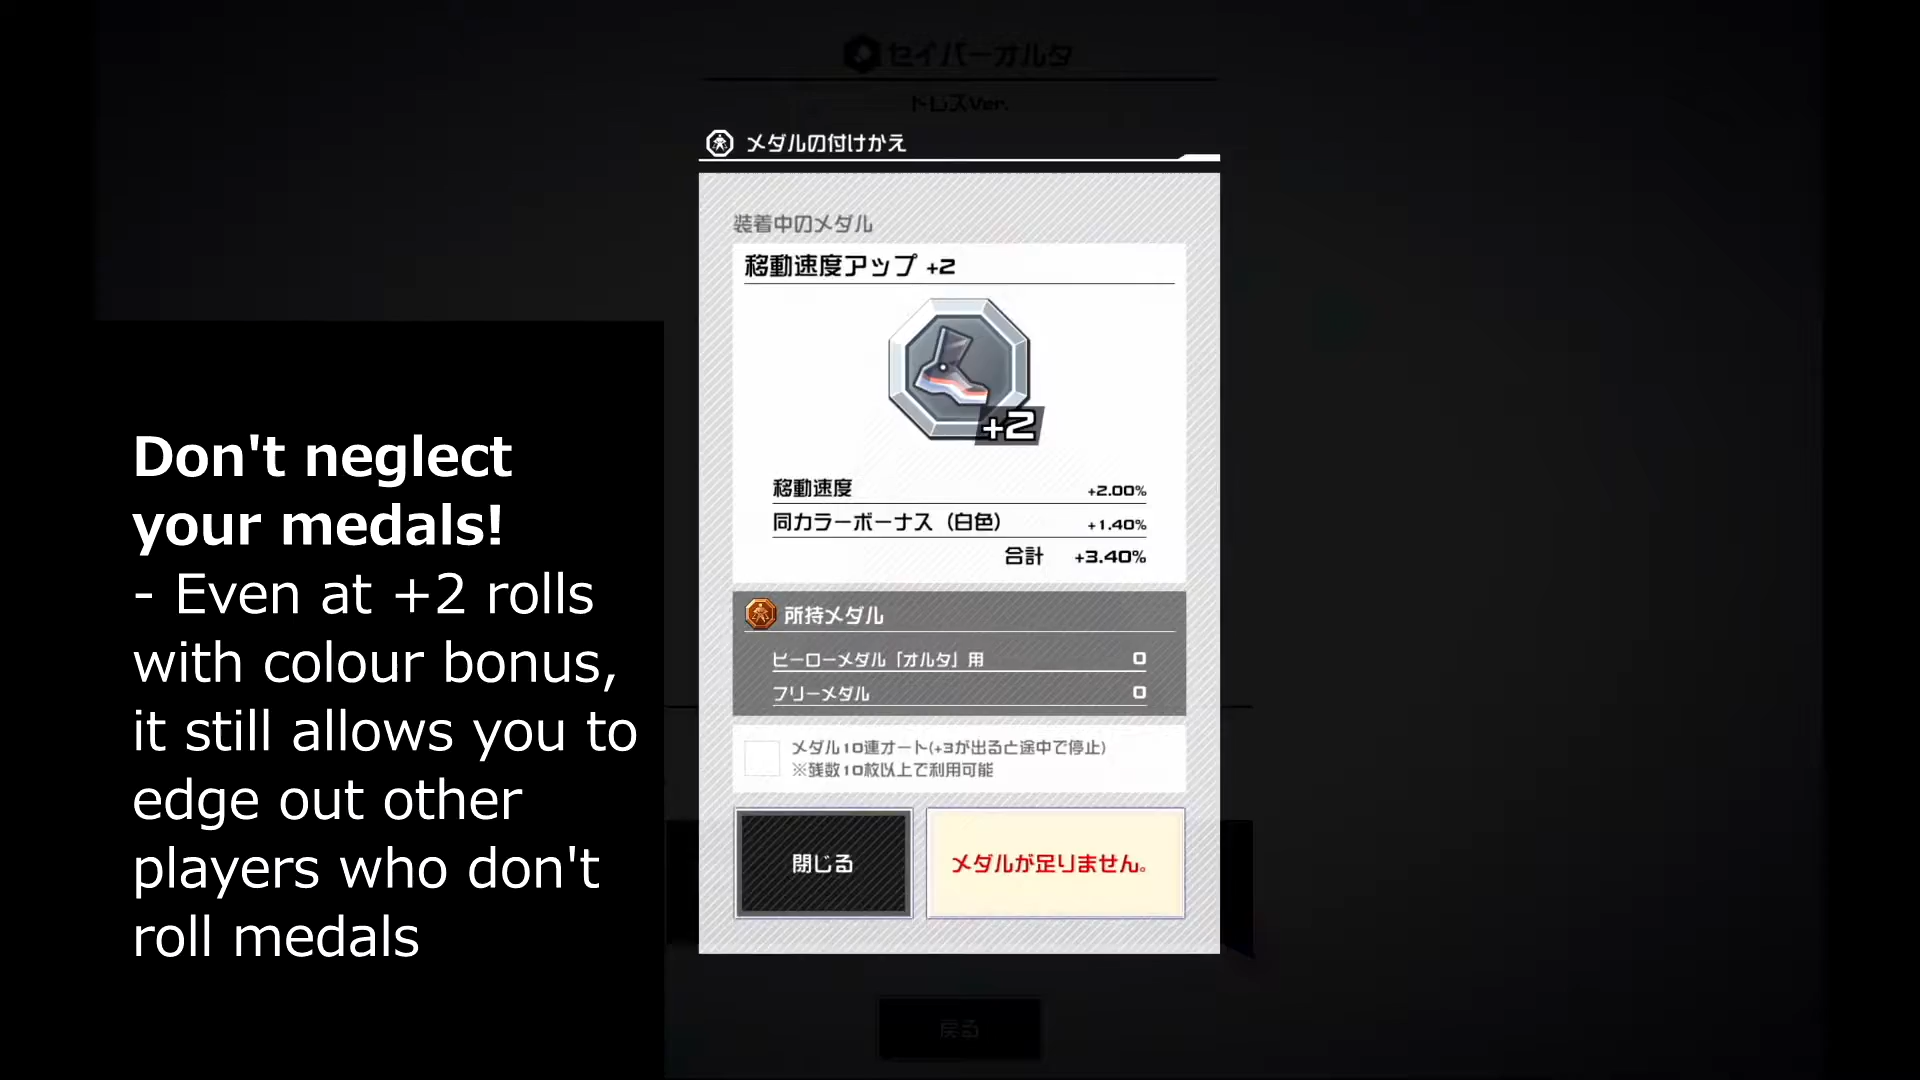 セイバーオルタ
トレズVer.
メダルの付けかえ
装着中のメダル
移動速度アップ +2
+2
移動速度 +2.00%
同カラーボーナス（白色） +1.40%
合計 +3.40%
所持メダル
ヒーローメダル「オルタ」用 0
フリーメダル 0
メダル10連オート(+3が出ると途中で停止)
※残数10枚以上で利用可能
閉じる
メダルが足りません。
戻る
Don't neglect
your medals!
- Even at +2 rolls
with colour bonus,
it still allows you to
edge out other
players who don't
roll medals